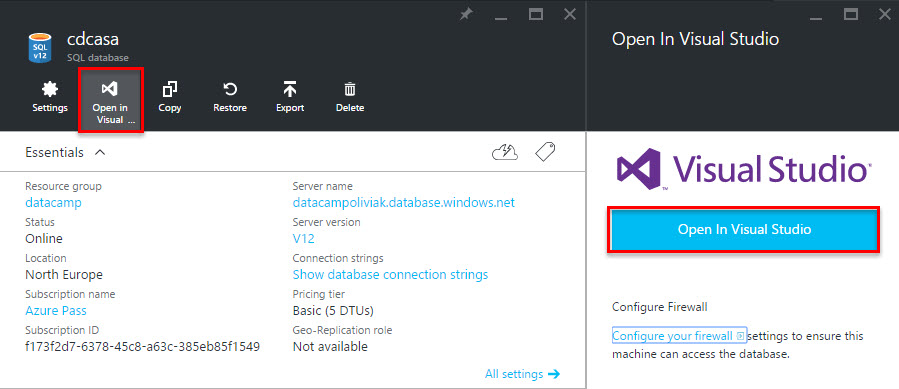 cdcasa
SQL database
SQL
v12
Settings
Open in
Visual ...
Copy
Restore
Export
Delete
Essentials
Resource group
datacamp
Status
Online
Location
North Europe
Subscription name
Azure Pass
Subscription ID
f173f2d7-6378-45c8-a63c-385eb85f1549
Server name
datacampoliviak.database.windows.net
Server version
V12
Connection strings
Show database connection strings
Pricing tier
Basic (5 DTUs)
Geo-Replication role
Not available
All settings
Open In Visual Studio
Visual Studio
Open In Visual Studio
Configure Firewall
Configure your firewall settings to ensure this
machine can access the database.